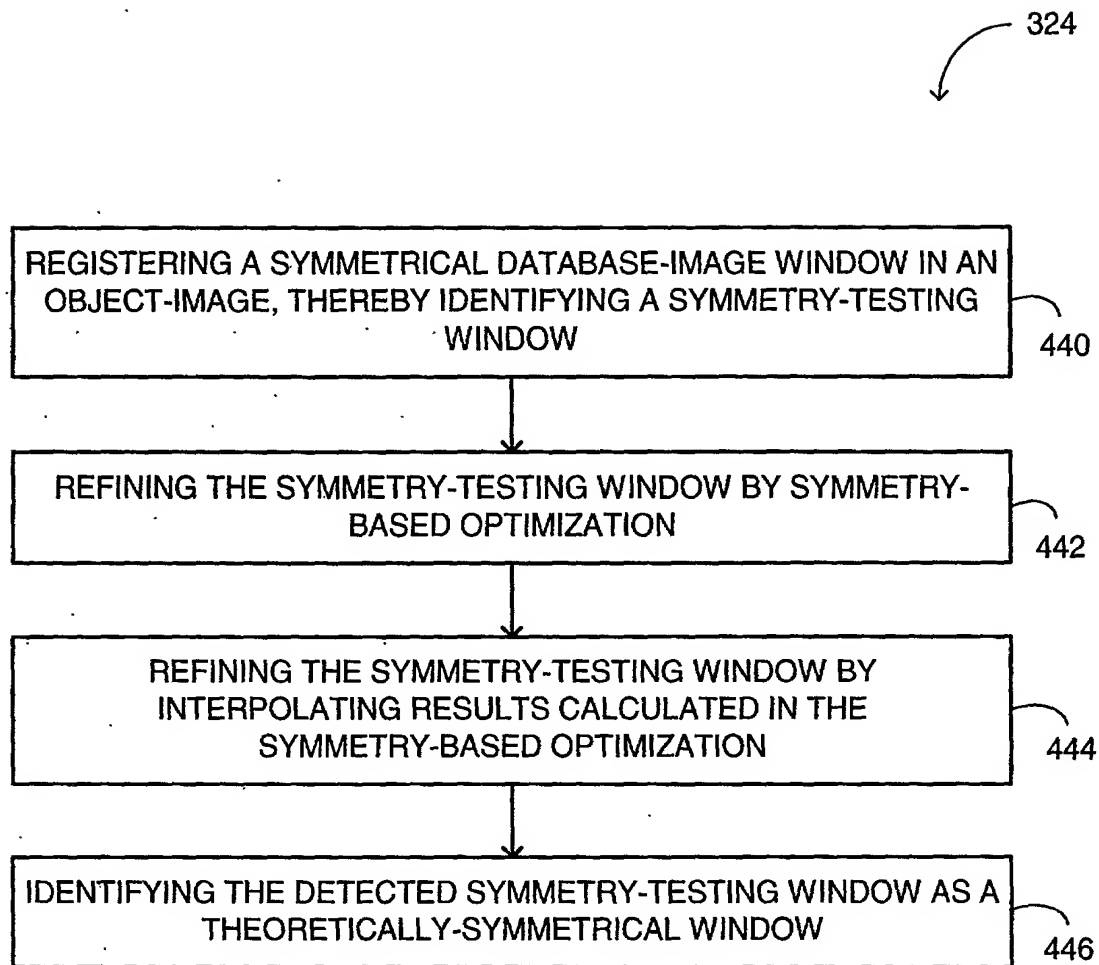 324
REGISTERING A SYMMETRICAL DATABASE-IMAGE WINDOW IN AN
OBJECT-IMAGE, THEREBY IDENTIFYING A SYMMETRY-TESTING
WINDOW
440
REFINING THE SYMMETRY-TESTING WINDOW BY SYMMETRY-
BASED OPTIMIZATION
442
REFINING THE SYMMETRY-TESTING WINDOW BY
INTERPOLATING RESULTS CALCULATED IN THE
SYMMETRY-BASED OPTIMIZATION
444
IDENTIFYING THE DETECTED SYMMETRY-TESTING WINDOW AS A
THEORETICALLY-SYMMETRICAL WINDOW
446